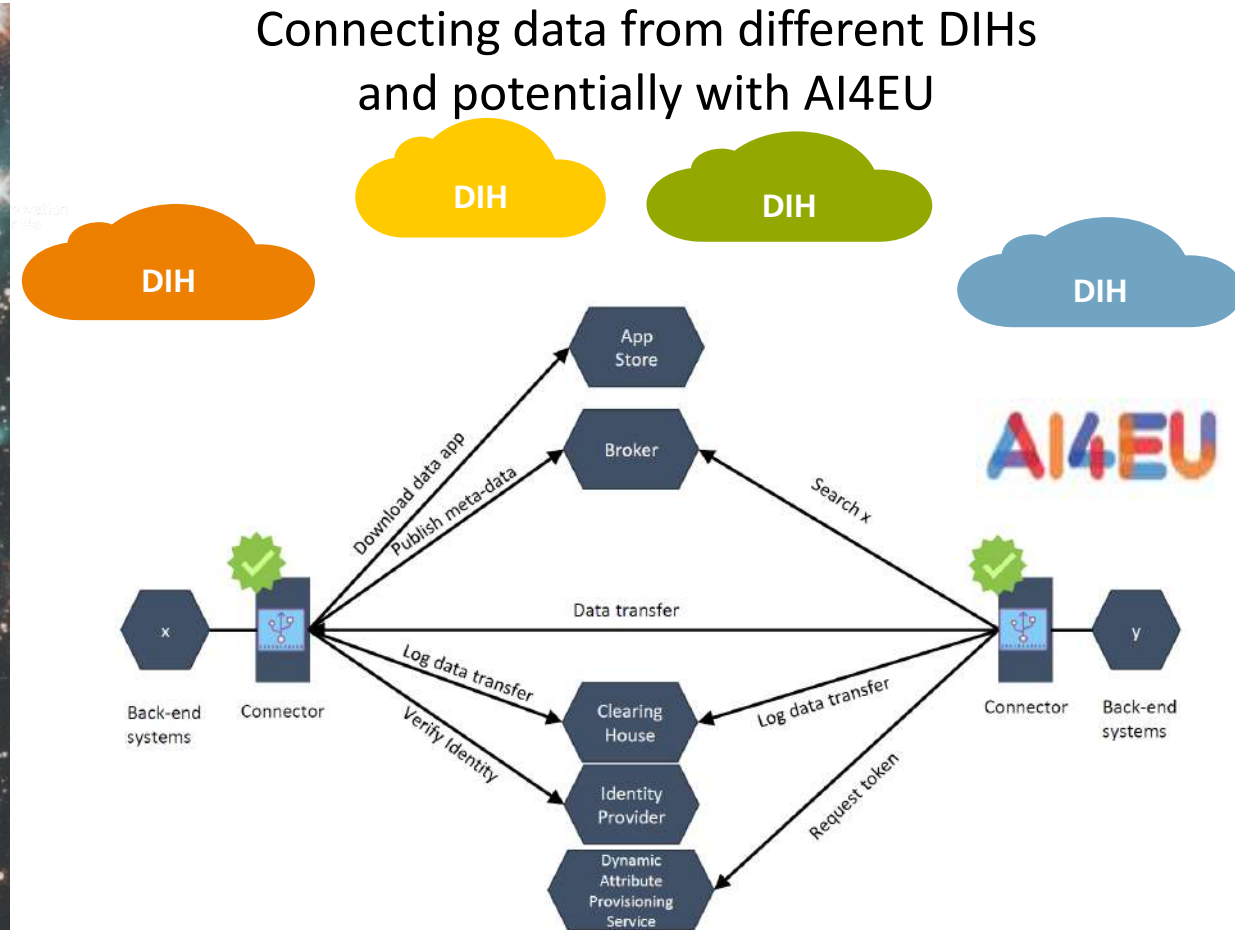 Connecting data from different DIHs
and potentially with AI4EU
DIH
DIH
DIH
DIH
App
Store
AI4EU
Broker
Download data app
Publish meta-data
Search x
Data transfer
x
y
Log data transfer
Verify Identity
Log data transfer
Request token
Back-end
systems
Connector
Clearing
House
Connector
Back-end
systems
Identity
Provider
Dynamic
Attribute
Provisioning
Service